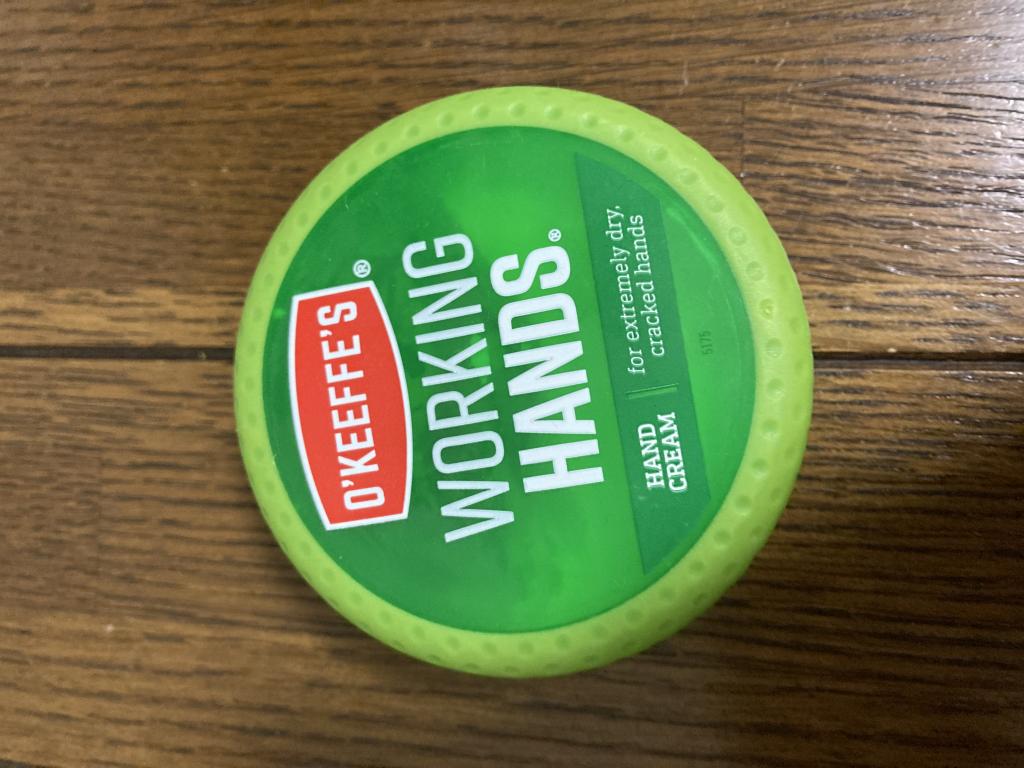 O'KEEFFE'S®
WORKING
HANDS®
HAND
CREAM
for extremely dry,
cracked hands
5175